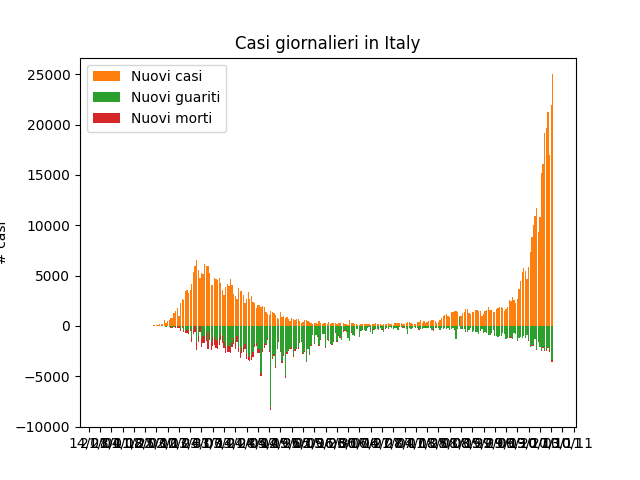 Casi giornalieri in Italy
Nuovi casi
Nuovi guariti
Nuovi morti
25000
20000
15000
10000
5000
0
−5000
−10000
# casi